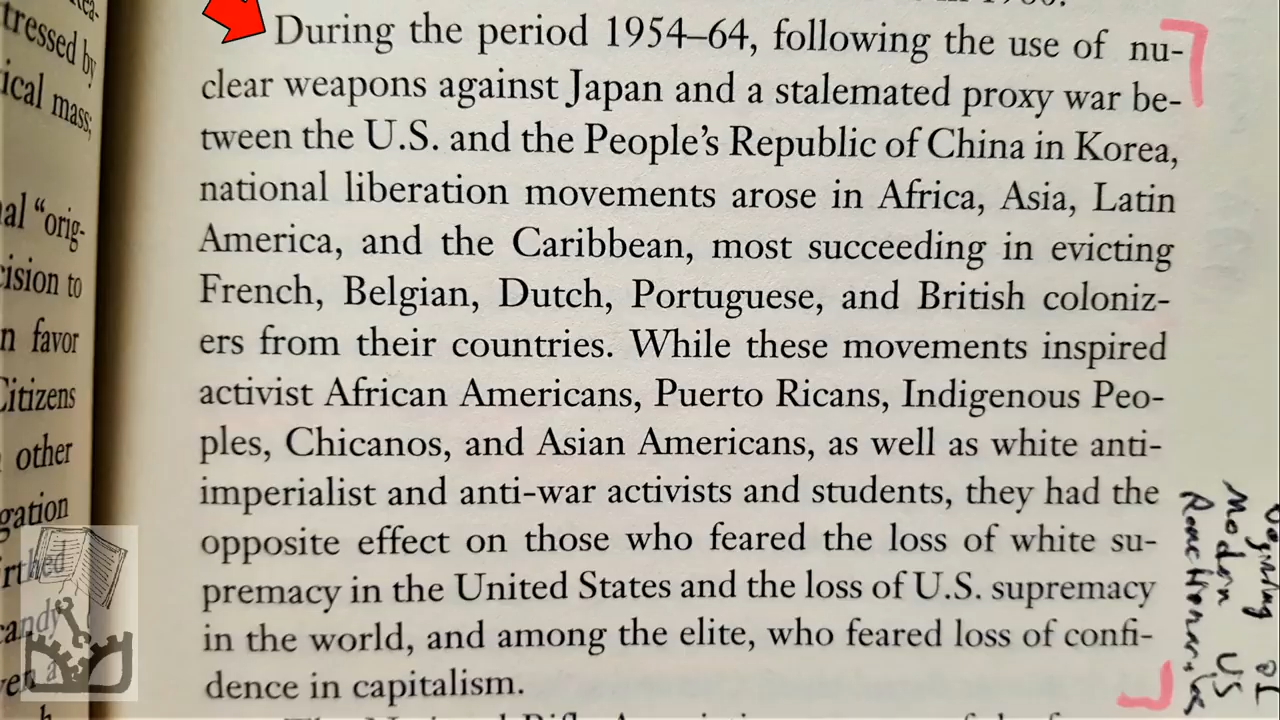 tressed by
ical mass;
al “orig-
cision to
n favor
Citizens
other
gation
During the period 1954–64, following the use of nu-
clear weapons against Japan and a stalemated proxy war be-
tween the U.S. and the People’s Republic of China in Korea,
national liberation movements arose in Africa, Asia, Latin
America, and the Caribbean, most succeeding in evicting
French, Belgian, Dutch, Portuguese, and British coloniz-
ers from their countries. While these movements inspired
activist African Americans, Puerto Ricans, Indigenous Peo-
ples, Chicanos, and Asian Americans, as well as white anti-
imperialist and anti-war activists and students, they had the
opposite effect on those who feared the loss of white su-
premacy in the United States and the loss of U.S. supremacy
in the world, and among the elite, who feared loss of confi-
dence in capitalism.
of
Modern US